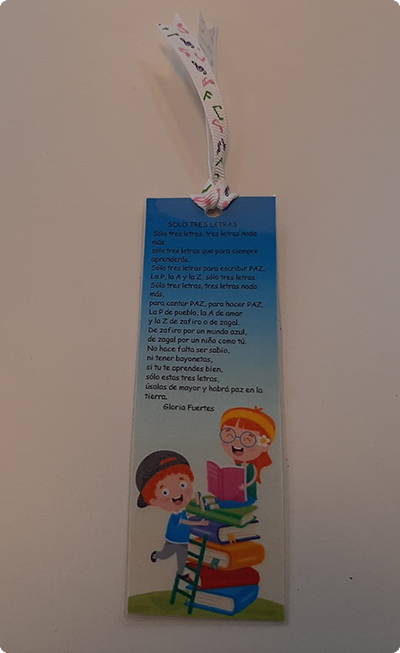 SOLO TRES LETRAS
Sólo tres letras, tres letras nada
más,
sólo tres letras que para siempre
aprenderás.
Sólo tres letras para escribir PAZ.
La P, la A y la Z, sólo tres letras.
Sólo tres letras, tres letras nada
más,
para cantar PAZ, para hacer PAZ.
La P de pueblo, la A de amor
y la Z de zafiro o de zagal.
De zafiro por un mundo azul,
de zagal por un niño como tú.
No hace falta ser sabio,
ni tener bayonetas,
si tu te aprendes bien,
sólo estas tres letras,
úsalas de mayor y habrá paz en la
tierra.
Gloria Fuertes